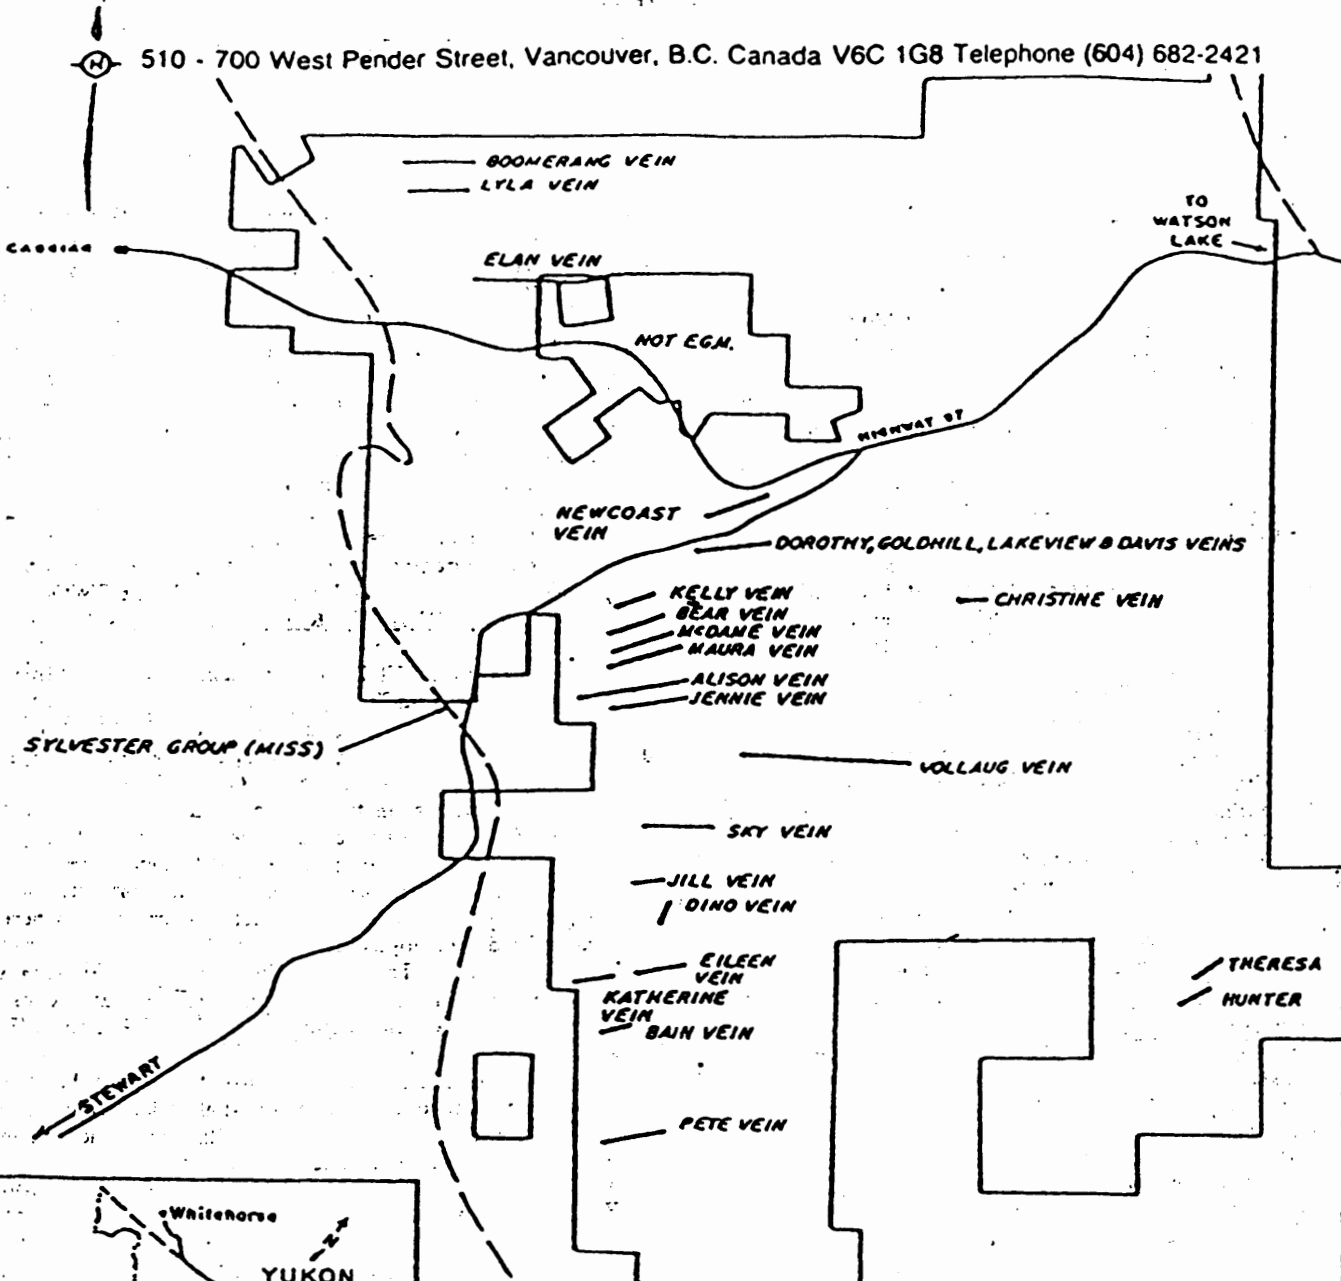 510 - 700 West Pender Street, Vancouver, B.C. Canada V6C 1G8 Telephone (604) 682-2421
N
BOOMERANG VEIN
LYLA VEIN
TO
WATSON
LAKE
CASSIAR
ELAN VEIN
NOT E.G.M.
HIGHWAY 37
NEWCOAST
VEIN
DOROTHY, GOLDHILL, LAKEVIEW & DAVIS VEINS
KELLY VEIN
CHRISTINE VEIN
BEAR VEIN
McDAME VEIN
MAURA VEIN
ALISON VEIN
JENNIE VEIN
SYLVESTER GROUP (MISS)
VOLLAUG VEIN
SKY VEIN
JILL VEIN
DINO VEIN
EILEEN
VEIN
THERESA
KATHERINE
VEIN
HUNTER
BAIN VEIN
STEWART
PETE VEIN
Whitehorse
N
YUKON